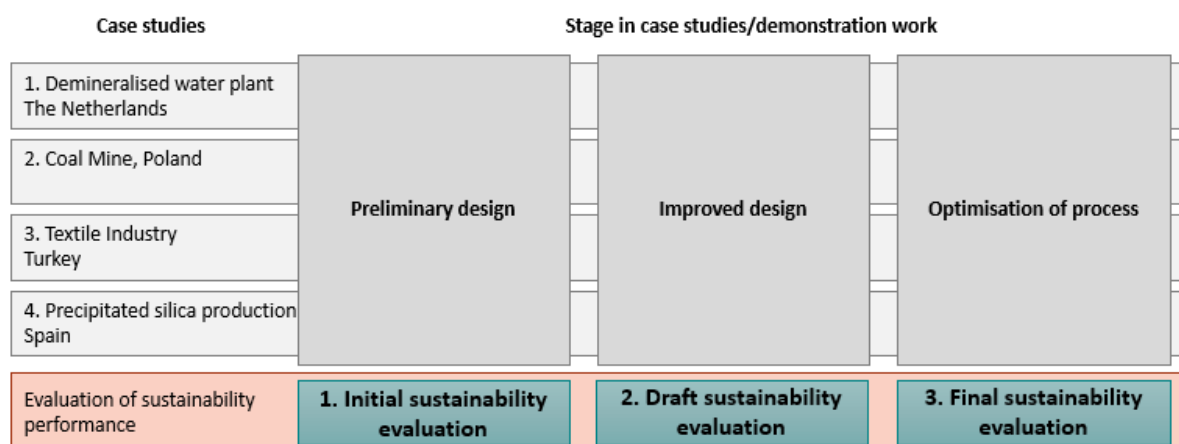 Case studies
Stage in case studies/demonstration work
1. Demineralised water plant
The Netherlands
2. Coal Mine, Poland
Preliminary design
Improved design
Optimisation of process
3. Textile Industry
Turkey
4. Precipitated silica production
Spain
Evaluation of sustainability
performance
1. Initial sustainability
evaluation
2. Draft sustainability
evaluation
3. Final sustainability
evaluation